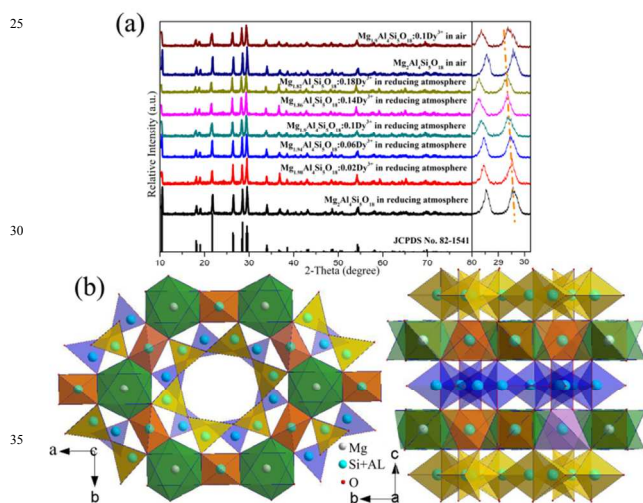 25
30
35
(a)
Relative Intensity (a.u.)
Mg₁.₉Al₄Si₅O₁₈:0.1Dy³⁺ in air
Mg₂Al₄Si₅O₁₈ in air
Mg₁.₈₂Al₄Si₅O₁₈:0.18Dy³⁺ in reducing atmosphere
Mg₁.₈₆Al₄Si₅O₁₈:0.14Dy³⁺ in reducing atmosphere
Mg₁.₉Al₄Si₅O₁₈:0.1Dy³⁺ in reducing atmosphere
Mg₁.₉₄Al₄Si₅O₁₈:0.06Dy³⁺ in reducing atmosphere
Mg₁.₉₈Al₄Si₅O₁₈:0.02Dy³⁺ in reducing atmosphere
Mg₂Al₄Si₅O₁₈ in reducing atmosphere
JCPDS No. 82-1541
10 20 30 40 50 60 70 80 29 30
2-Theta (degree)
(b)
a c
b
Mg
Si+AL
O
c
b a